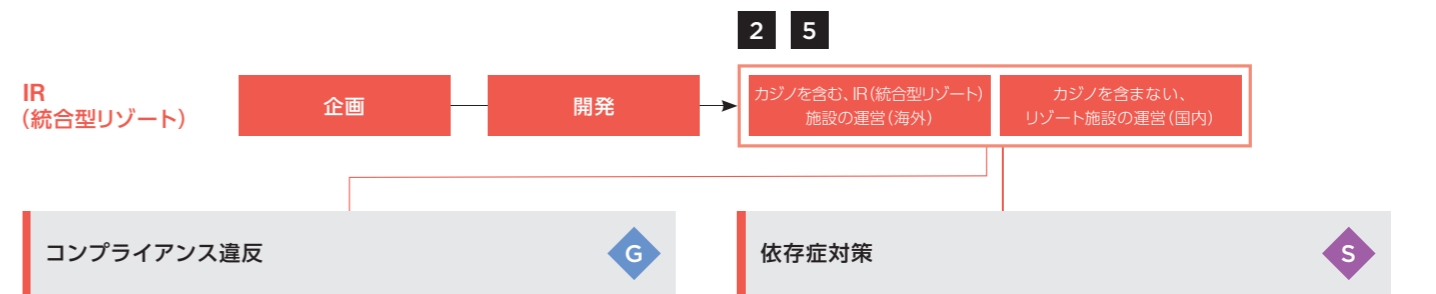 2 5
IR
（統合型リゾート）
企画
開発
カジノを含む、IR（統合型リゾート）
施設の運営（海外）
カジノを含まない、
リゾート施設の運営（国内）
コンプライアンス違反
G
依存症対策
S